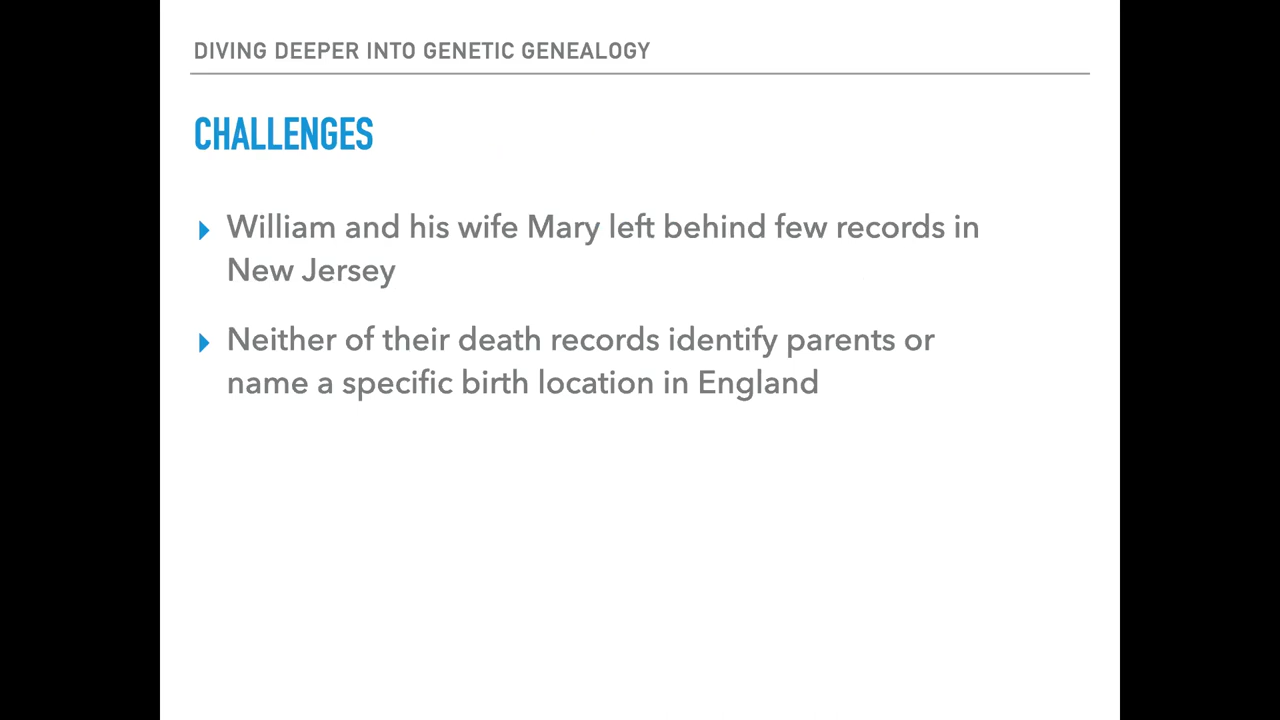 DIVING DEEPER INTO GENETIC GENEALOGY
CHALLENGES
William and his wife Mary left behind few records in
New Jersey
Neither of their death records identify parents or
name a specific birth location in England